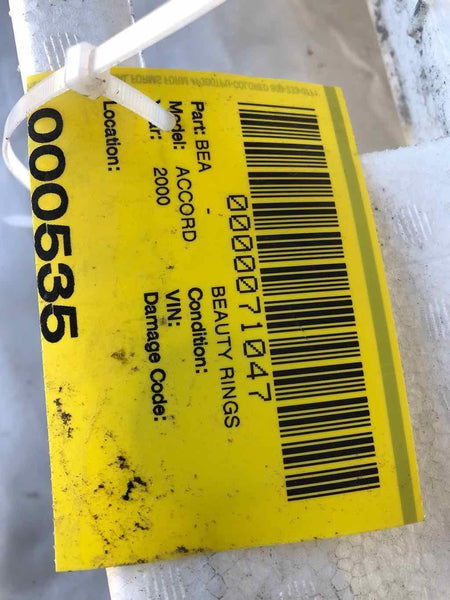 0000071047
Part: BEA - BEAUTY RINGS
Model: ACCORD Condition:
2000 VIN:
Location: Damage Code:
000535